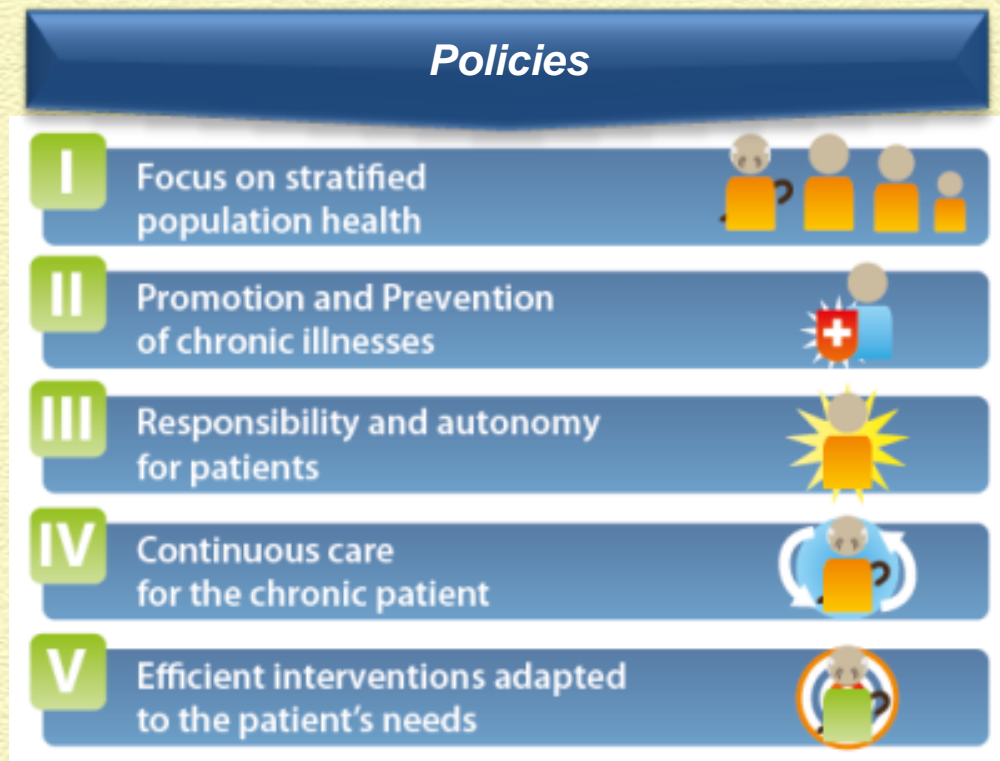 Policies
I
Focus on stratified
population health
II
Promotion and Prevention
of chronic illnesses
III
Responsibility and autonomy
for patients
IV
Continuous care
for the chronic patient
V
Efficient interventions adapted
to the patient's needs